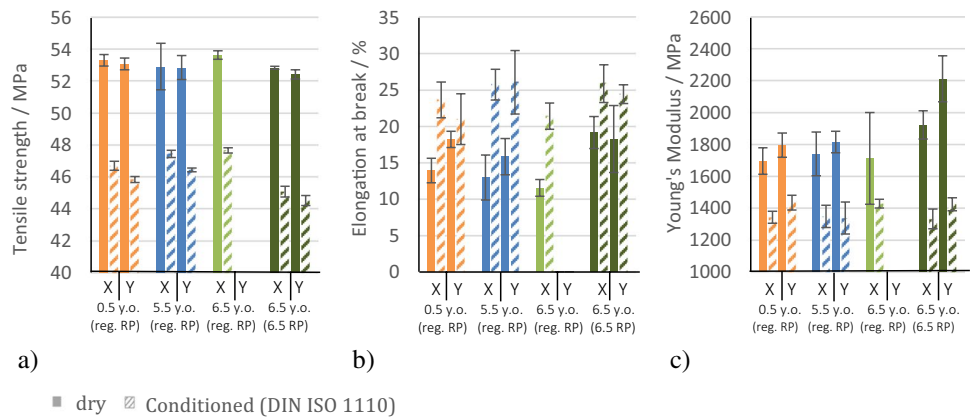 Tensile strength / MPa
56
54
52
50
48
46
44
42
40
X Y X Y X Y X Y
0.5 y.o. 5.5 y.o. 6.5 y.o. 6.5 y.o.
(reg. RP) (reg. RP) (reg. RP) (6.5 RP)
a)
Elongation at break / %
35
30
25
20
15
10
5
0
X Y X Y X Y X Y
0.5 y.o. 5.5 y.o. 6.5 y.o. 6.5 y.o.
(reg. RP) (reg. RP) (reg. RP) (6.5 RP)
b)
Young's Modulus / MPa
2600
2400
2200
2000
1800
1600
1400
1200
1000
X Y X Y X Y X Y
0.5 y.o. 5.5 y.o. 6.5 y.o. 6.5 y.o.
(reg. RP) (reg. RP) (reg. RP) (6.5 RP)
c)
dry Conditioned (DIN ISO 1110)